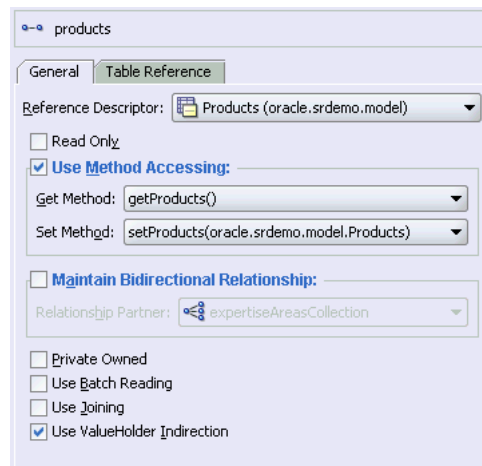 products
General Table Reference
Reference Descriptor: Products (oracle.srdemo.model)
Read Only
Use Method Accessing:
Get Method: getProducts()
Set Method: setProducts(oracle.srdemo.model.Products)
Maintain Bidirectional Relationship:
Relationship Partner: expertiseAreasCollection
Private Owned
Use Batch Reading
Use Joining
Use ValueHolder Indirection